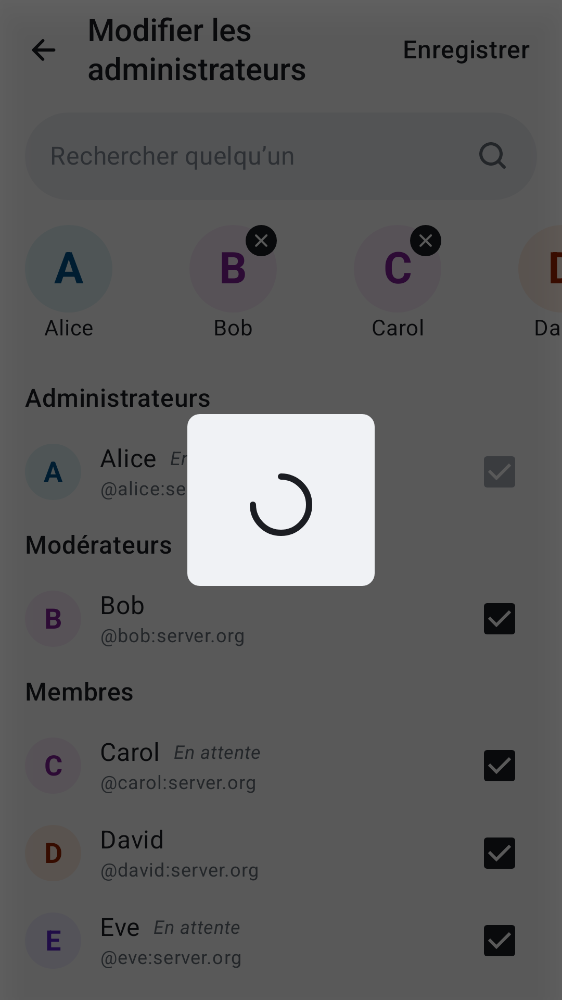 Modifier les
administrateurs
Enregistrer
Rechercher quelqu’un
A
B
C
D
Alice
Bob
Carol
Da
Administrateurs
A
Alice
@alice:se
Modérateurs
B
Bob
@bob:server.org
Membres
C
Carol En attente
@carol:server.org
D
David
@david:server.org
E
Eve En attente
@eve:server.org